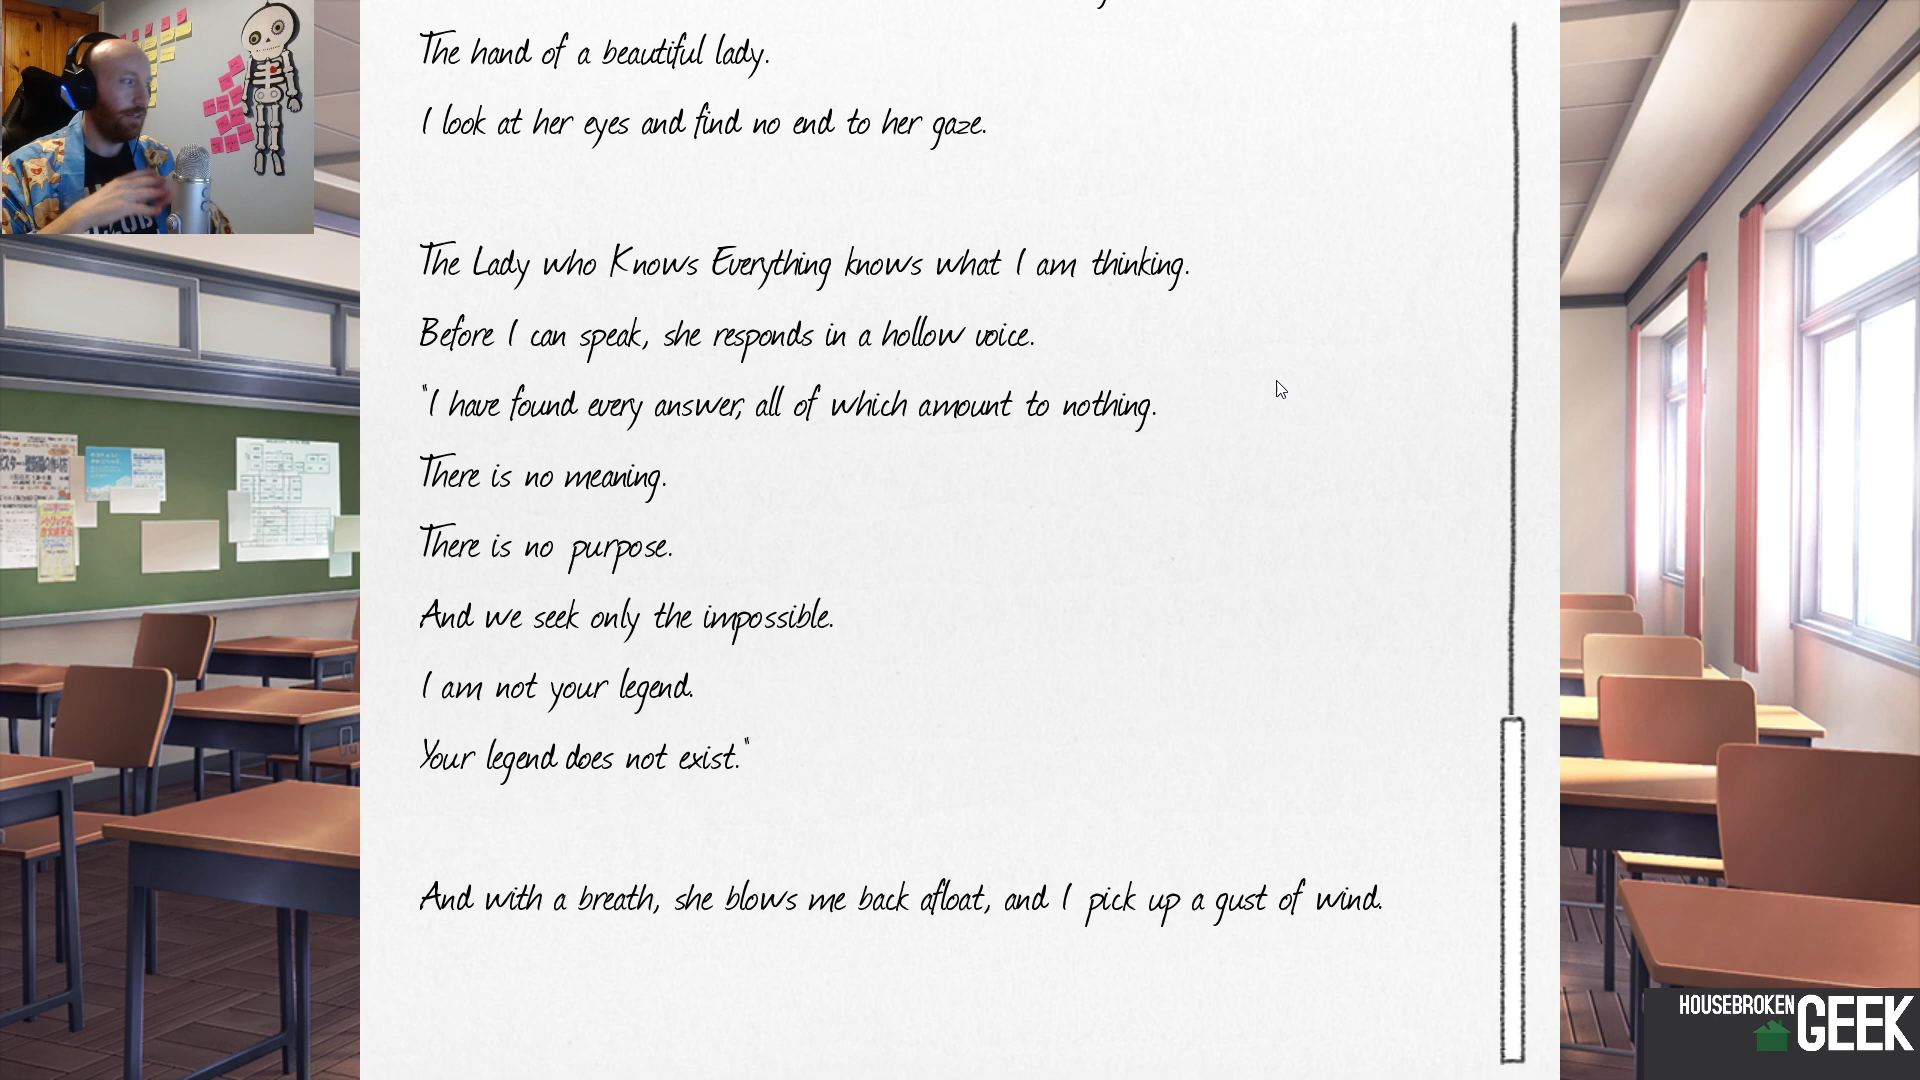 The hand of a beautiful lady.
I look at her eyes and find no end to her gaze.
The Lady who Knows Everything knows what I am thinking.
Before I can speak, she responds in a hollow voice.
"I have found every answer, all of which amount to nothing.
There is no meaning.
There is no purpose.
And we seek only the impossible.
I am not your legend.
Your legend does not exist."
And with a breath, she blows me back afloat, and I pick up a gust of wind.
HOUSEBROKEN
GEEK